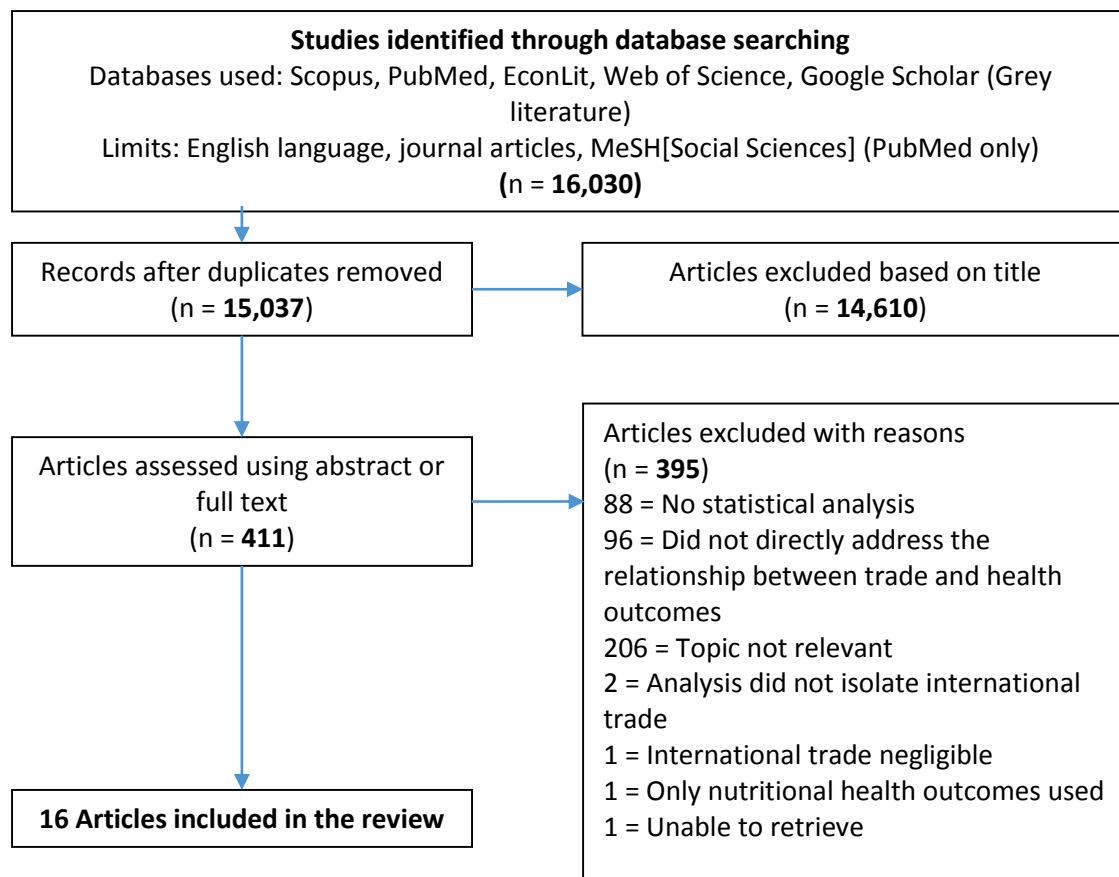 Studies identified through database searching
Databases used: Scopus, PubMed, EconLit, Web of Science, Google Scholar (Grey
literature)
Limits: English language, journal articles, MeSH[Social Sciences] (PubMed only)
(n = 16,030)
Records after duplicates removed
(n = 15,037)
Articles excluded based on title
(n = 14,610)
Articles assessed using abstract or
full text
(n = 411)
Articles excluded with reasons
(n = 395)
88 = No statistical analysis
96 = Did not directly address the
relationship between trade and health
outcomes
206 = Topic not relevant
2 = Analysis did not isolate international
trade
1 = International trade negligible
1 = Only nutritional health outcomes used
1 = Unable to retrieve
16 Articles included in the review